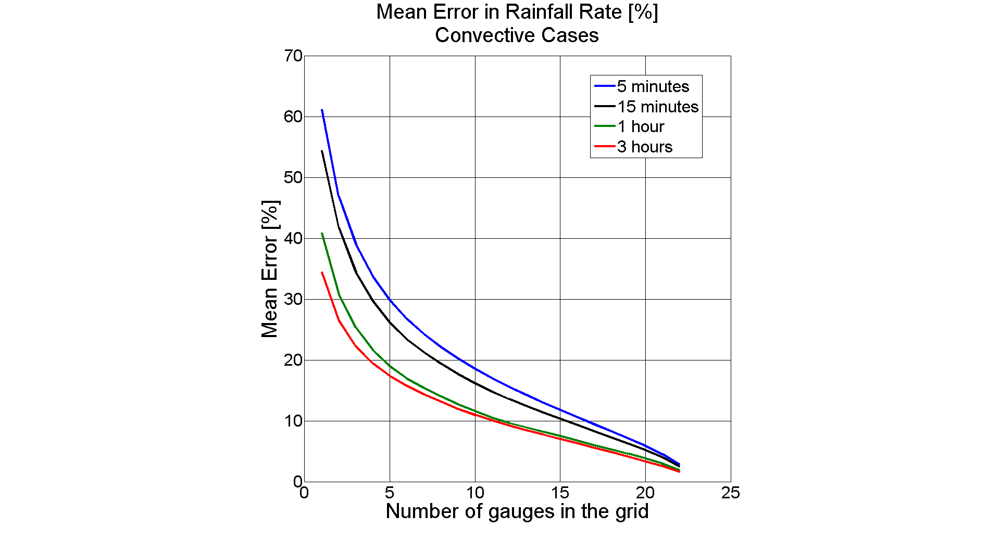 Mean Error in Rainfall Rate [%]
Convective Cases
70
60
50
40
30
20
10
0
Mean Error [%]
5 minutes
15 minutes
1 hour
3 hours
0 5 10 15 20 25
Number of gauges in the grid